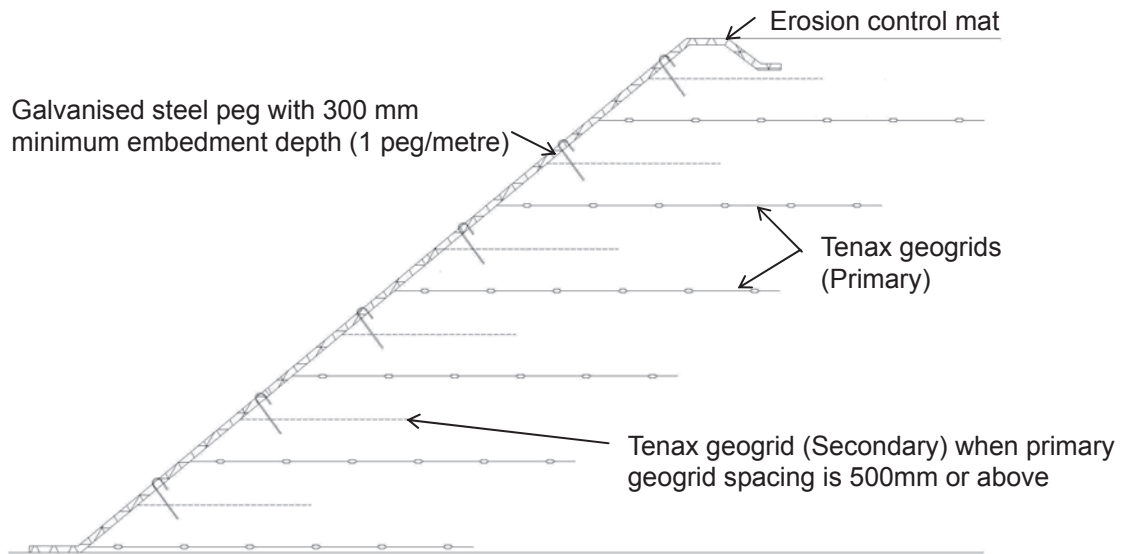 Erosion control mat
Galvanised steel peg with 300 mm
minimum embedment depth (1 peg/metre)
Tenax geogrids
(Primary)
Tenax geogrid (Secondary) when primary
geogrid spacing is 500mm or above